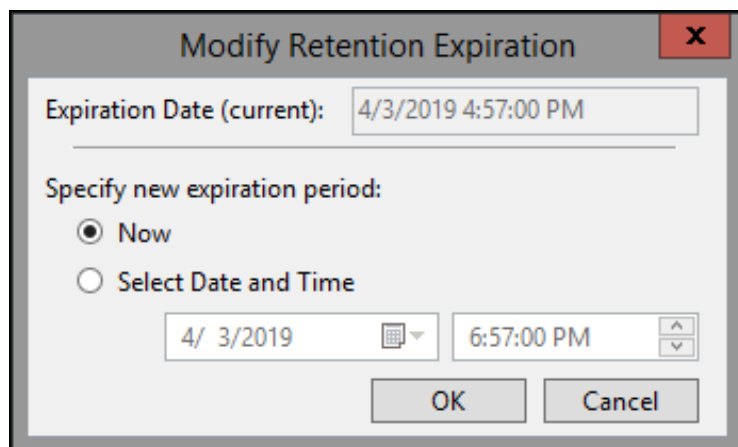 Modify Retention Expiration
x
Expiration Date (current): 4/3/2019 4:57:00 PM
Specify new expiration period:
Now
Select Date and Time
4/ 3/2019 6:57:00 PM
OK Cancel